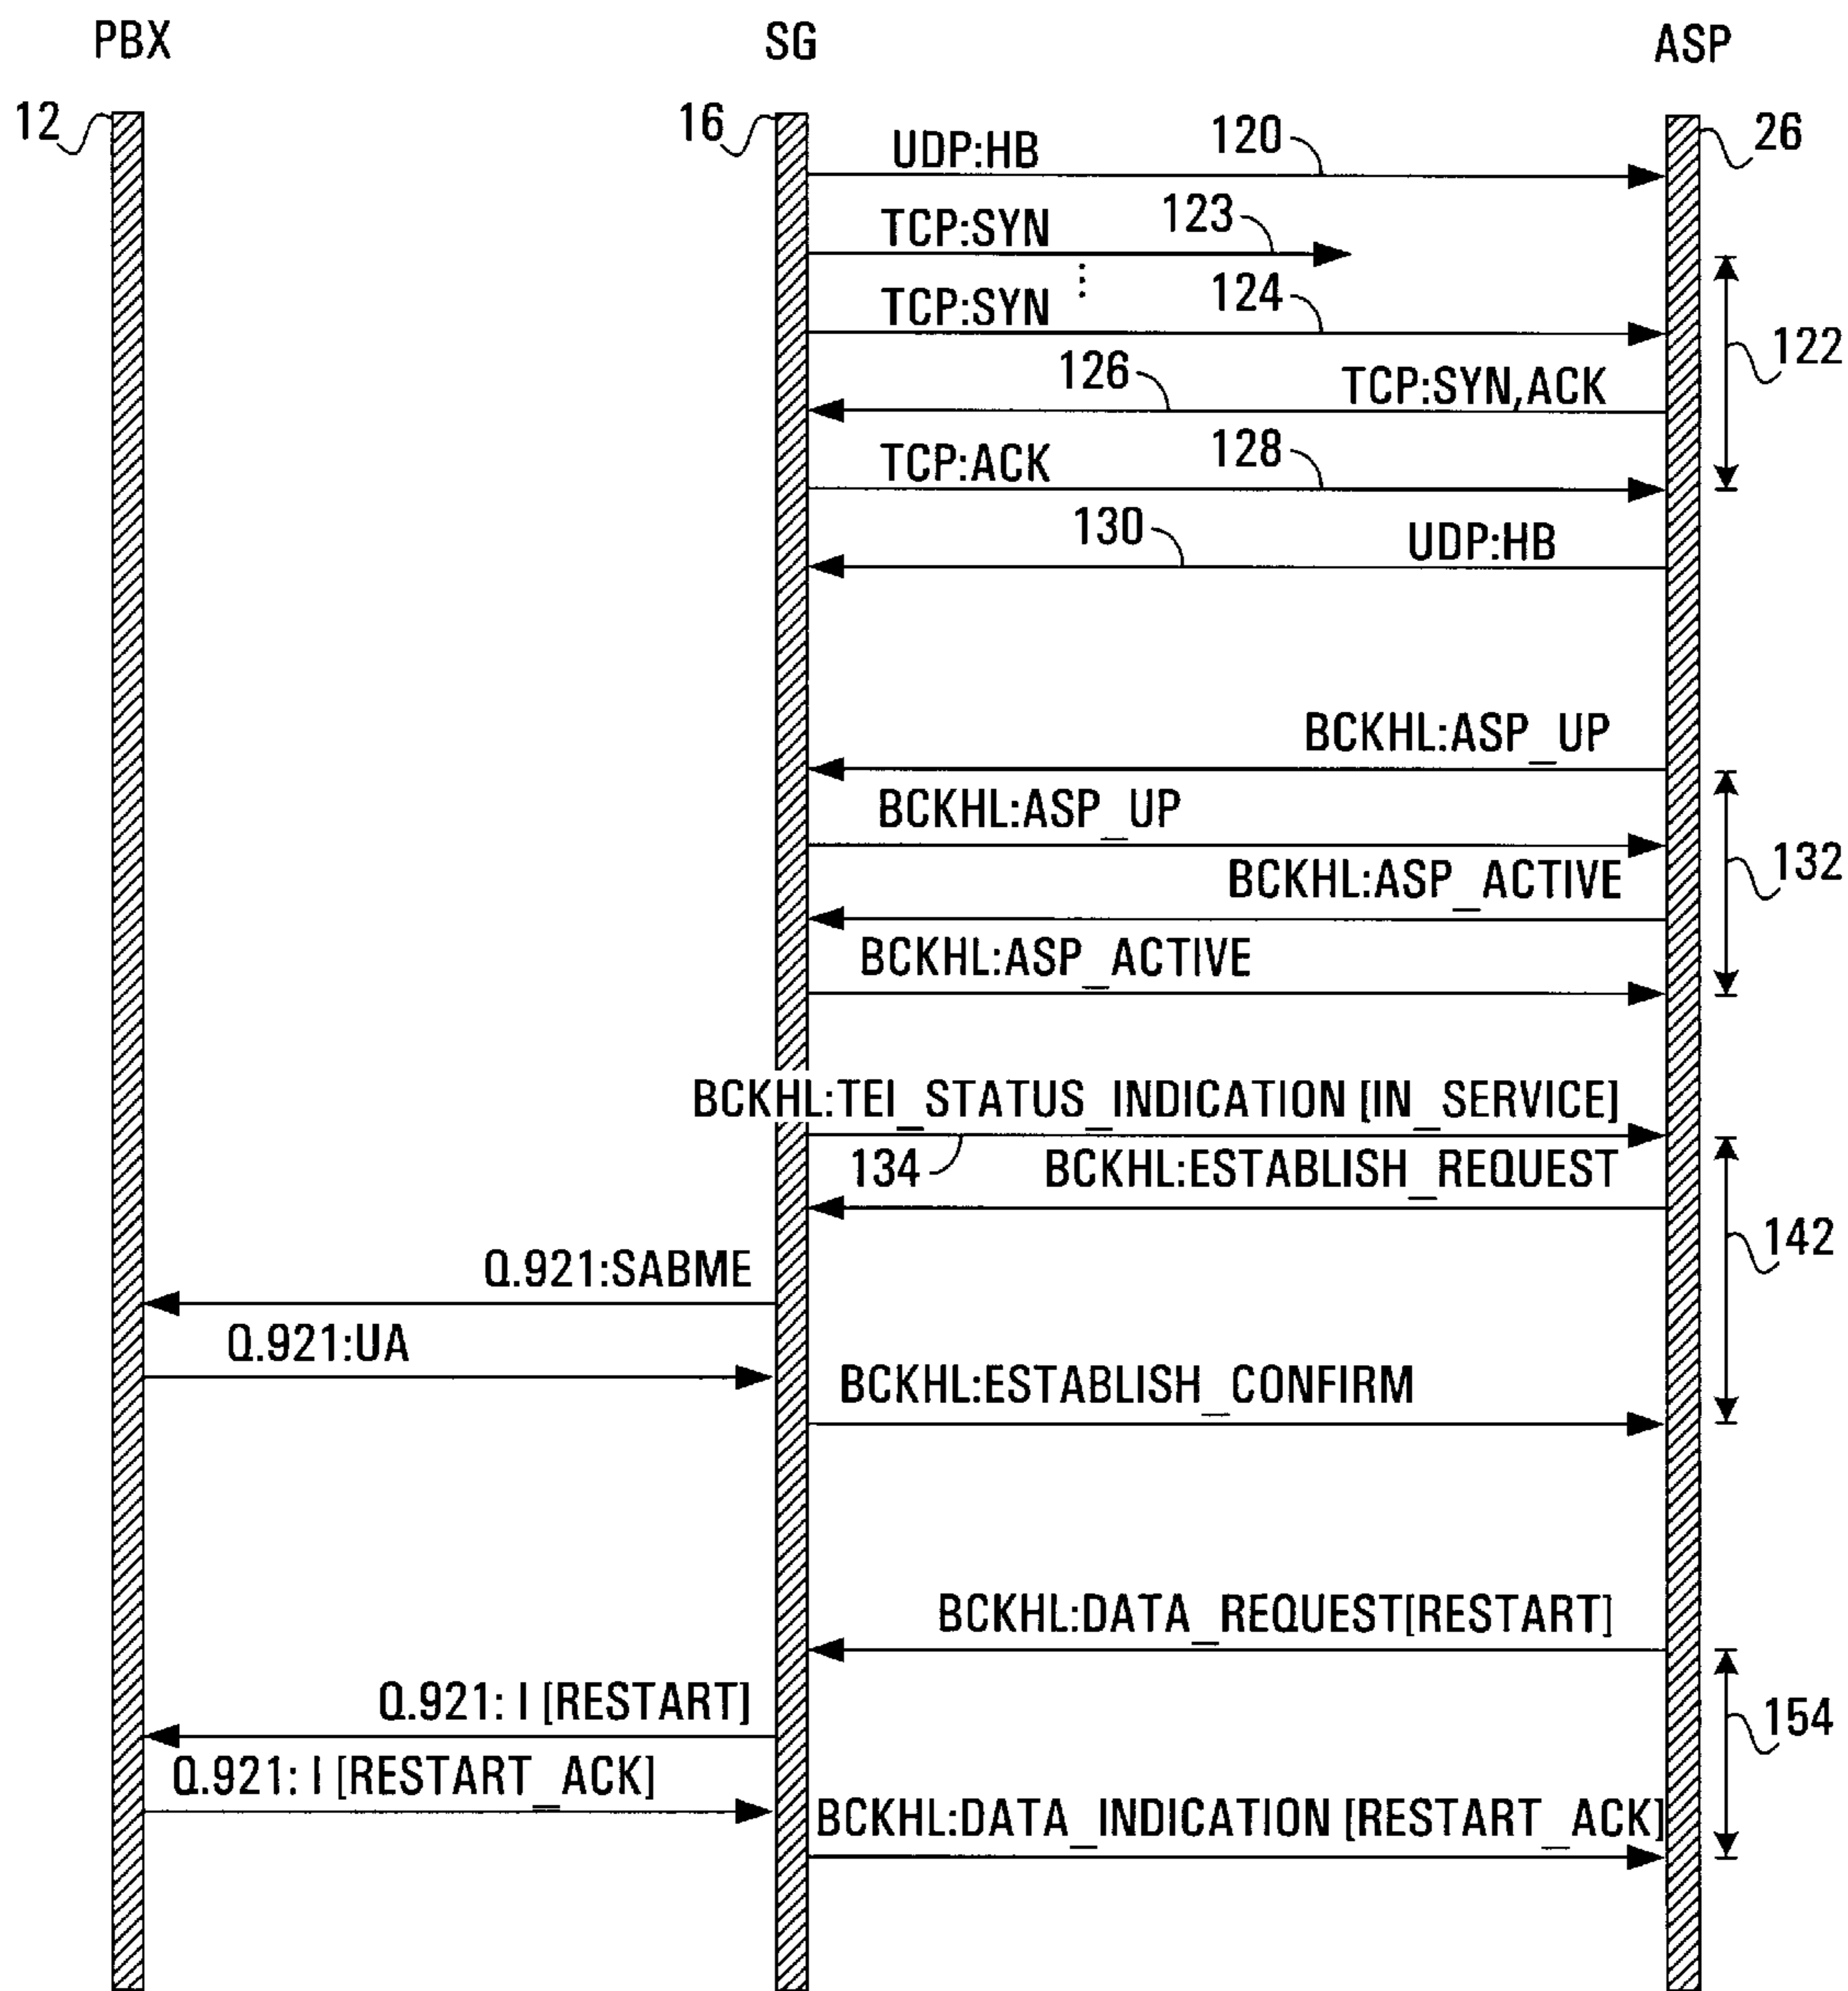 PBX SG ASP
12 16 26
UDP:HB 120
TCP:SYN 123
⋮
TCP:SYN 124
122
126 TCP:SYN,ACK
TCP:ACK 128
130 UDP:HB
BCKHL:ASP_UP
BCKHL:ASP_UP
132
BCKHL:ASP_ACTIVE
BCKHL:ASP_ACTIVE
BCKHL:TEI_STATUS_INDICATION [IN_SERVICE]
134 BCKHL:ESTABLISH_REQUEST
142
Q.921:SABME
Q.921:UA
BCKHL:ESTABLISH_CONFIRM
BCKHL:DATA_REQUEST[RESTART]
Q.921: I [RESTART]
154
Q.921: I [RESTART_ACK]
BCKHL:DATA_INDICATION [RESTART_ACK]